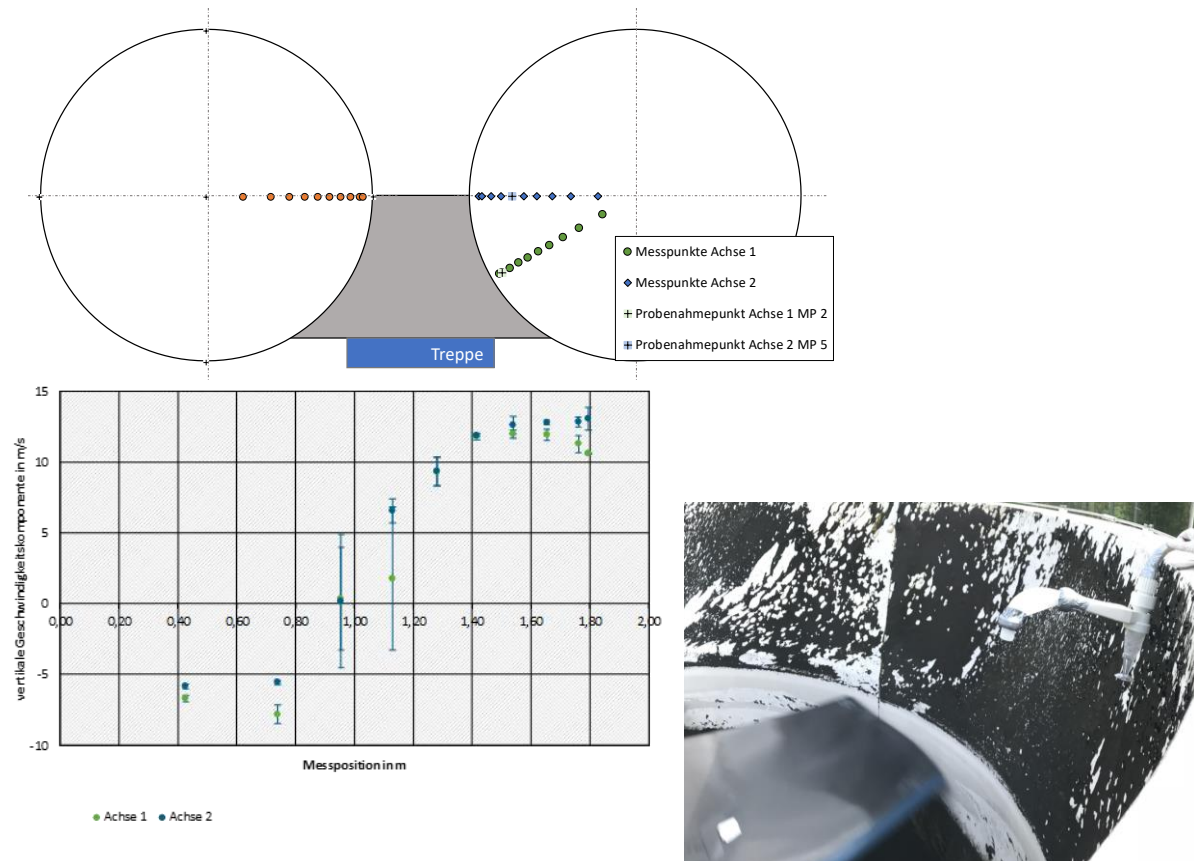 Messpunkte Achse 1
Messpunkte Achse 2
Probenahmepunkt Achse 1 MP 2
Probenahmepunkt Achse 2 MP 5
Treppe
vertikale Geschwindigkeitskomponente in m/s
15
10
5
0
-5
-10
0,00 0,20 0,40 0,60 0,80 1,00 1,20 1,40 1,60 1,80 2,00
Messposition in m
Achse 1 Achse 2